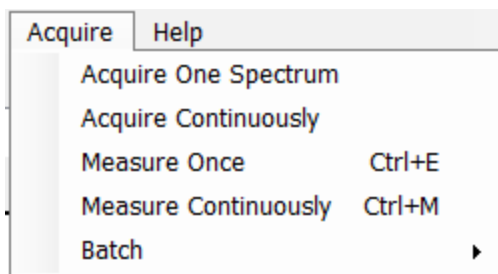 Acquire Help
Acquire One Spectrum
Acquire Continuously
Measure Once Ctrl+E
Measure Continuously Ctrl+M
Batch